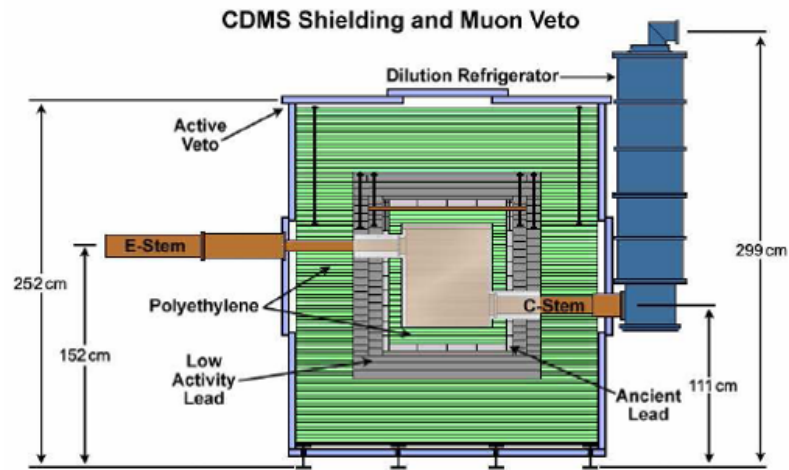 CDMS Shielding and Muon Veto
Dilution Refrigerator
Active
Veto
E-Stem
299 cm
252 cm
Polyethylene
C-Stem
152 cm
Low
Activity
Lead
Ancient
Lead
111 cm